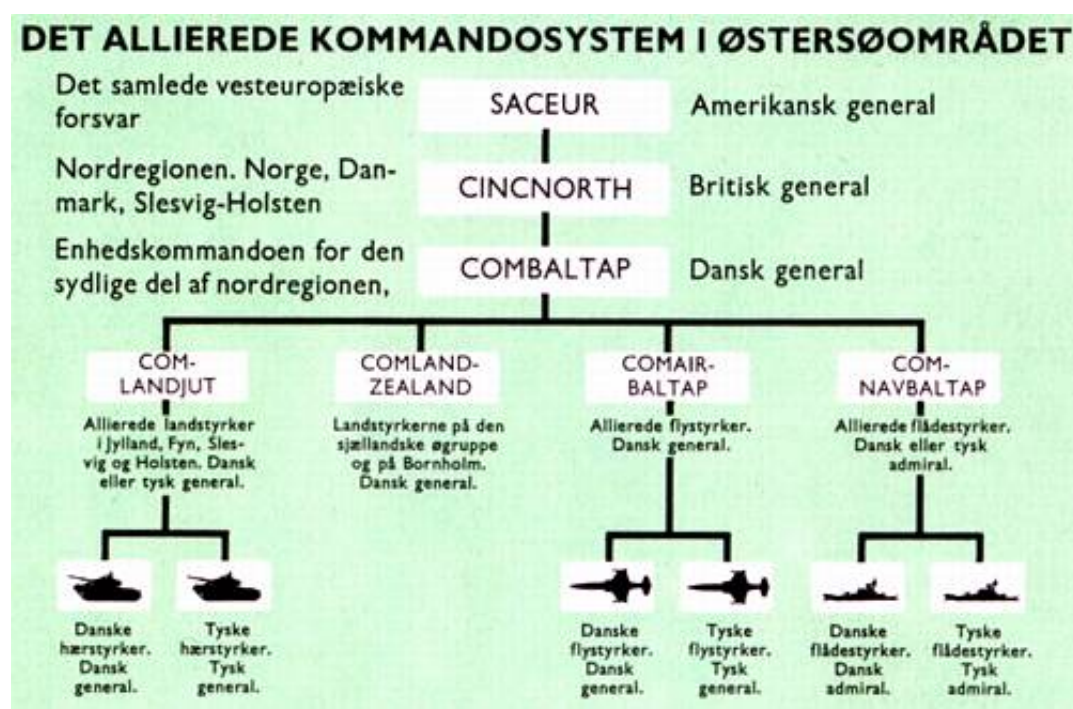 DET ALLIEREDE KOMMANDOSYSTEM I ØSTERSØOMRÅDET
Det samlede vesteuropæiske
forsvar
SACEUR
Amerikansk general
Nordregionen. Norge, Dan-
mark, Slesvig-Holsten
CINCNORTH
Britisk general
Enhedskommandoen for den
sydlige del af nordregionen,
COMBALTAP
Dansk general
COM-
LANDJUT
Allierede landstyrker
i Jylland, Fyn, Sles-
vig og Holsten. Dansk
eller tysk general.
COMLAND-
ZEALAND
Landstyrkerne på den
sjællandske øgruppe
og på Bornholm.
Dansk general.
COMAIR-
BALTAP
Allierede flystyrker.
Dansk general.
COM-
NAVBALTAP
Allierede flådestyrker.
Dansk eller tysk
admiral.
Danske
hærstyrker.
Dansk
general.
Tyske
hærstyrker.
Tysk
general.
Danske
flystyrker.
Dansk
general.
Tyske
flystyrker.
Tysk
general.
Danske
flådestyrker.
Dansk
admiral.
Tyske
flådestyrker.
Tysk
admiral.